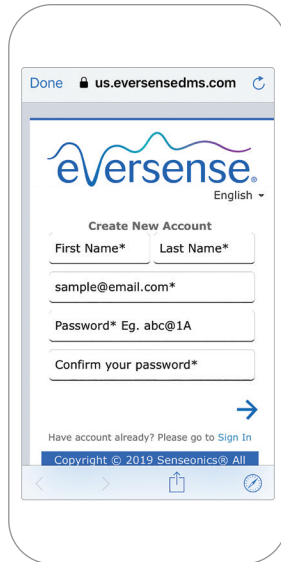 Done us.eversensedms.com
eversense®
English
Create New Account
First Name* Last Name*
sample@email.com*
Password* Eg. abc@1A
Confirm your password*
Have account already? Please go to Sign In
Copyright © 2019 Senseonics® All